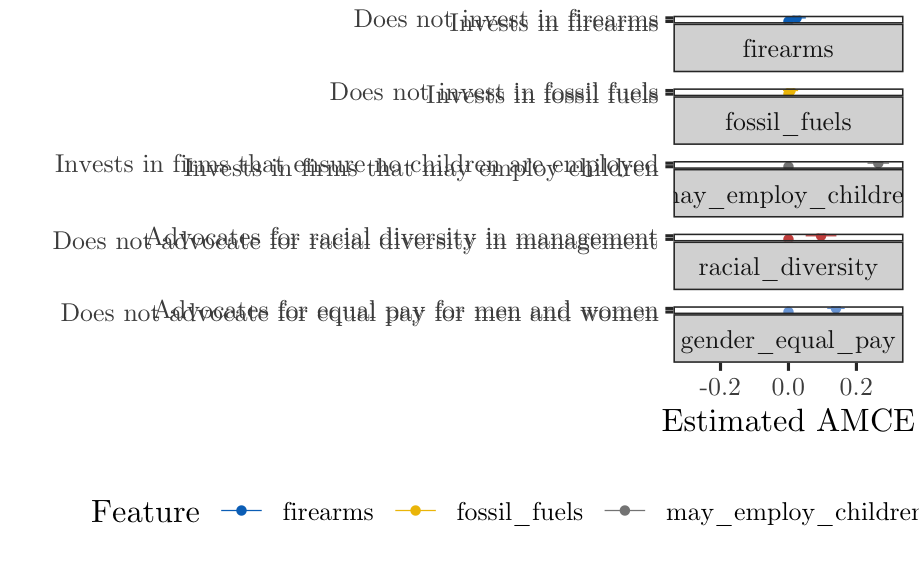 Does not invest in firearms
Invests in firearms
firearms
Does not invest in fossil fuels
Invests in fossil fuels
fossil_fuels
Invests in firms that ensure no children are employed
Invests in firms that may employ children
may_employ_childre
Advocates for racial diversity in management
Does not advocate for racial diversity in management
racial_diversity
Advocates for equal pay for men and women
Does not advocate for equal pay for men and women
gender_equal_pay
-0.2 0.0 0.2
Estimated AMCE
Feature firearms fossil_fuels may_employ_children